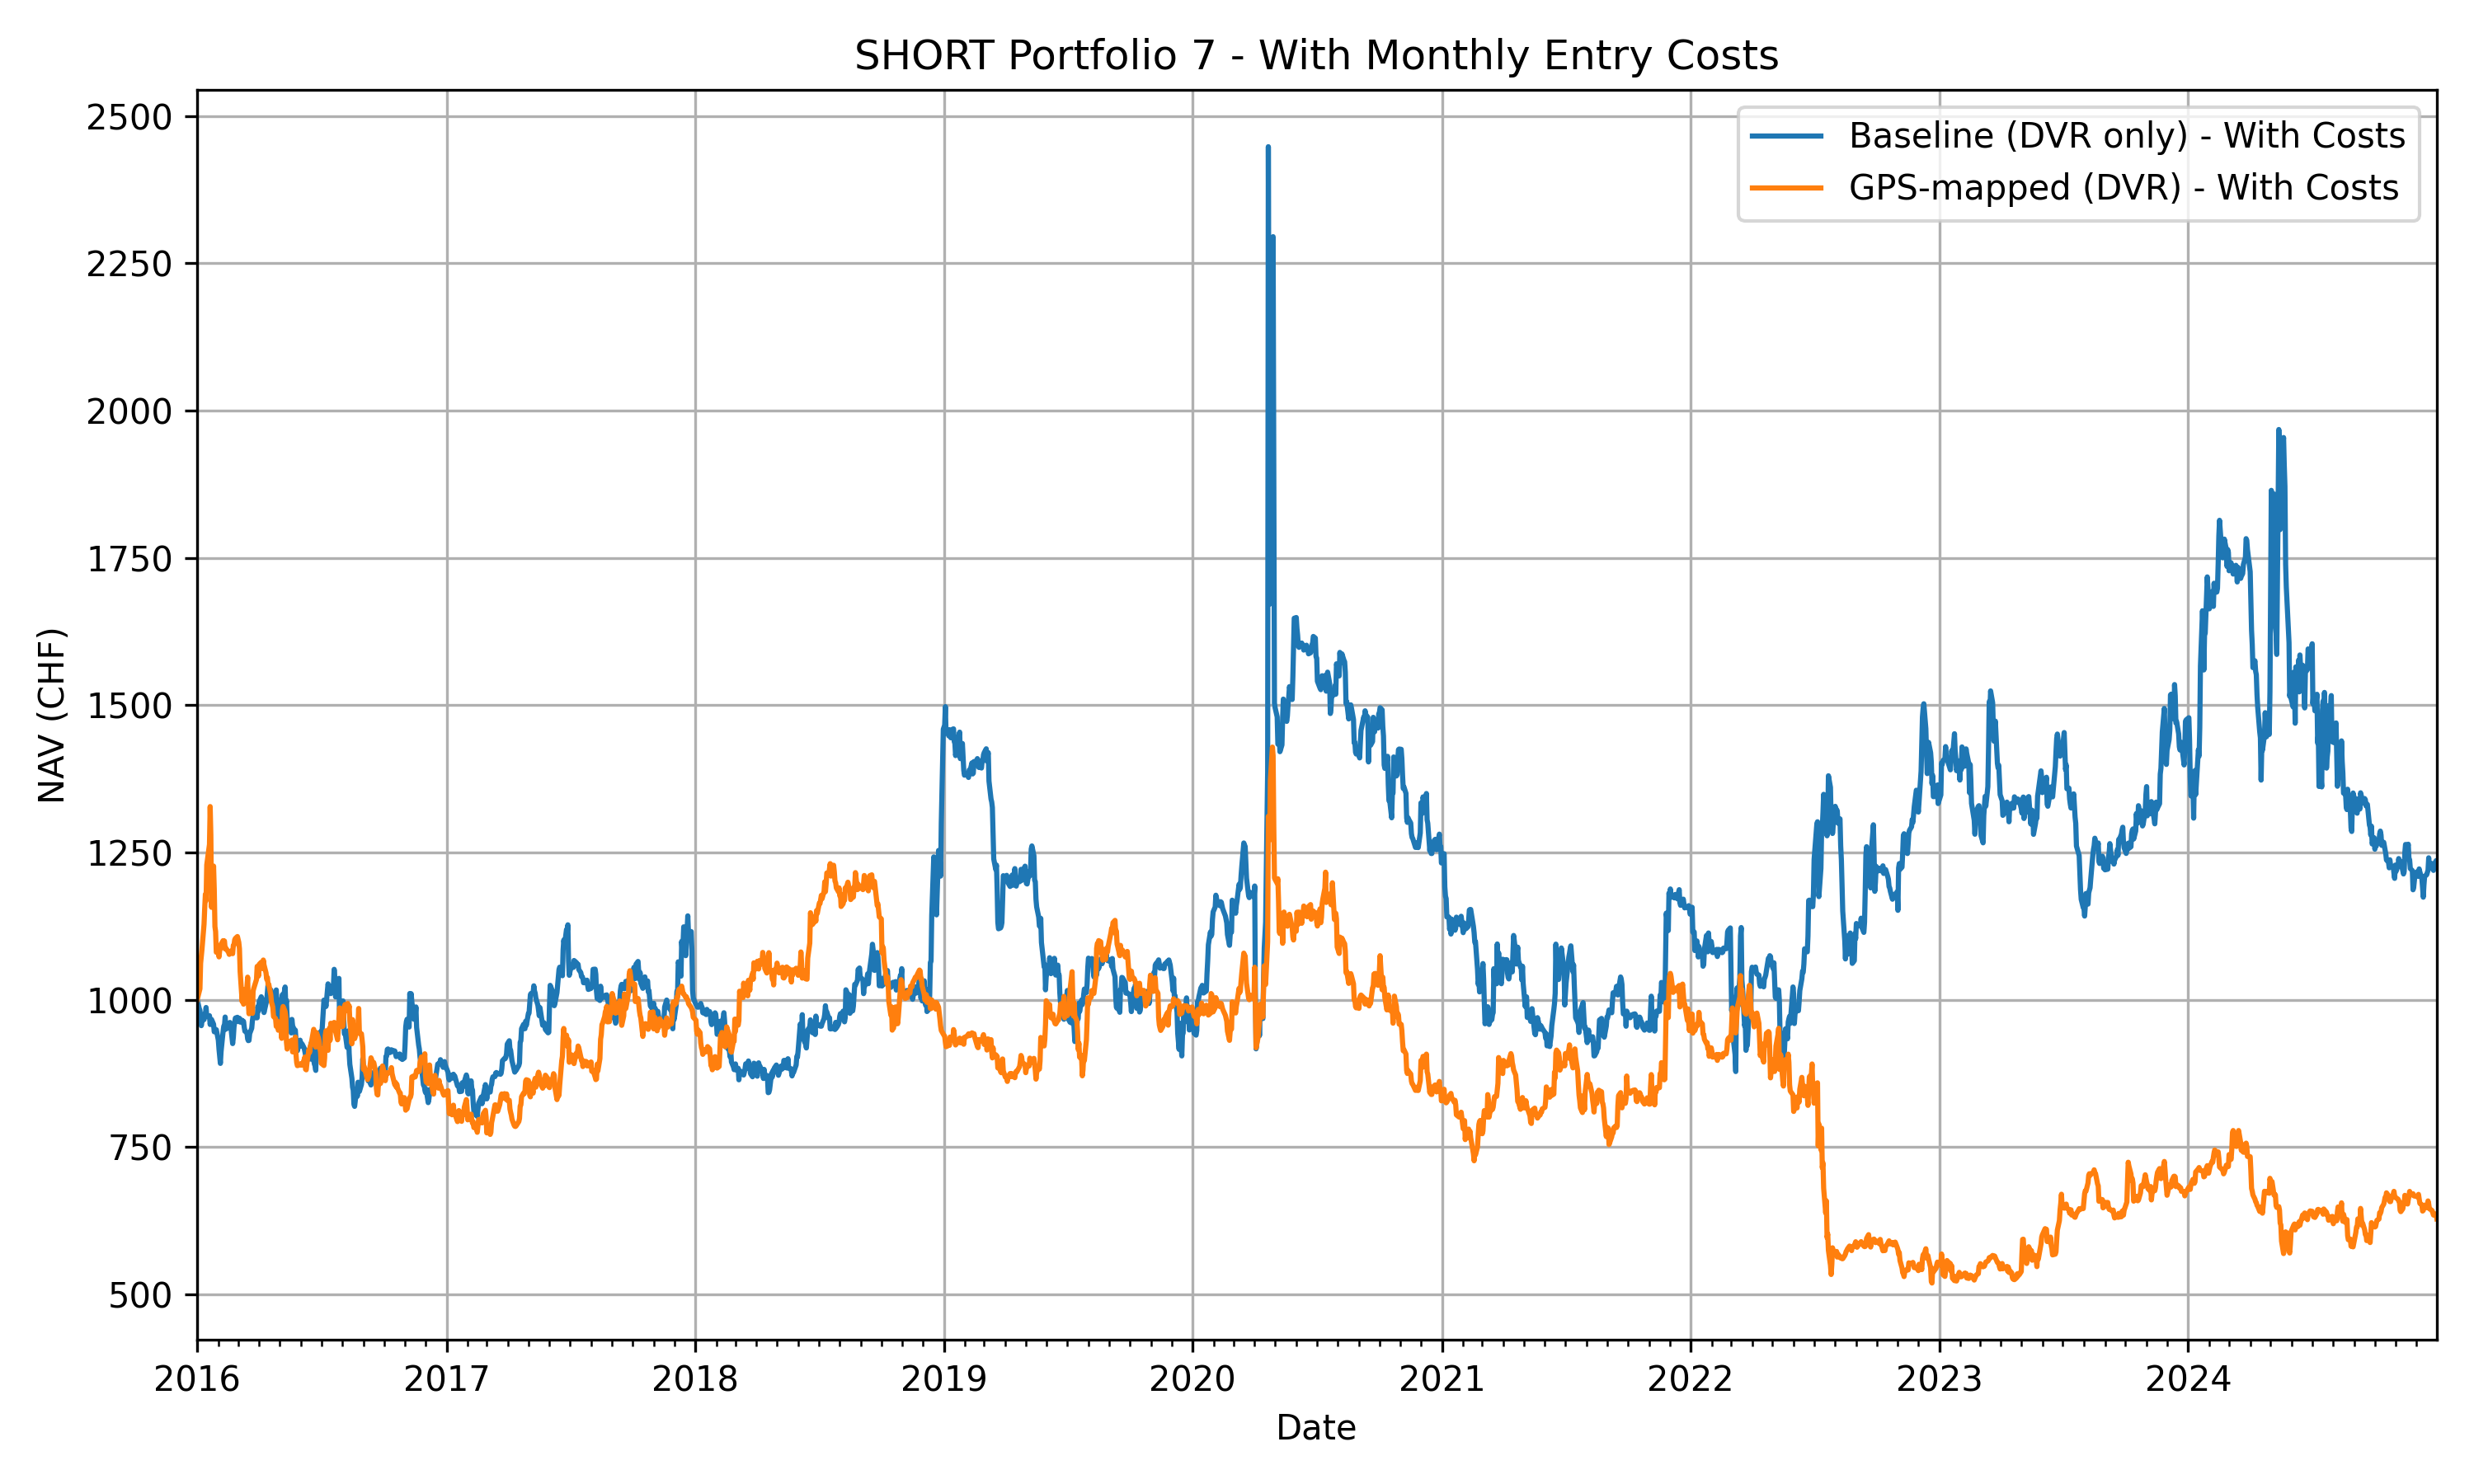 SHORT Portfolio 7 - With Monthly Entry Costs
Baseline (DVR only) - With Costs
GPS-mapped (DVR) - With Costs
NAV (CHF)
2500
2250
2000
1750
1500
1250
1000
750
500
2016 2017 2018 2019 2020 2021 2022 2023 2024
Date